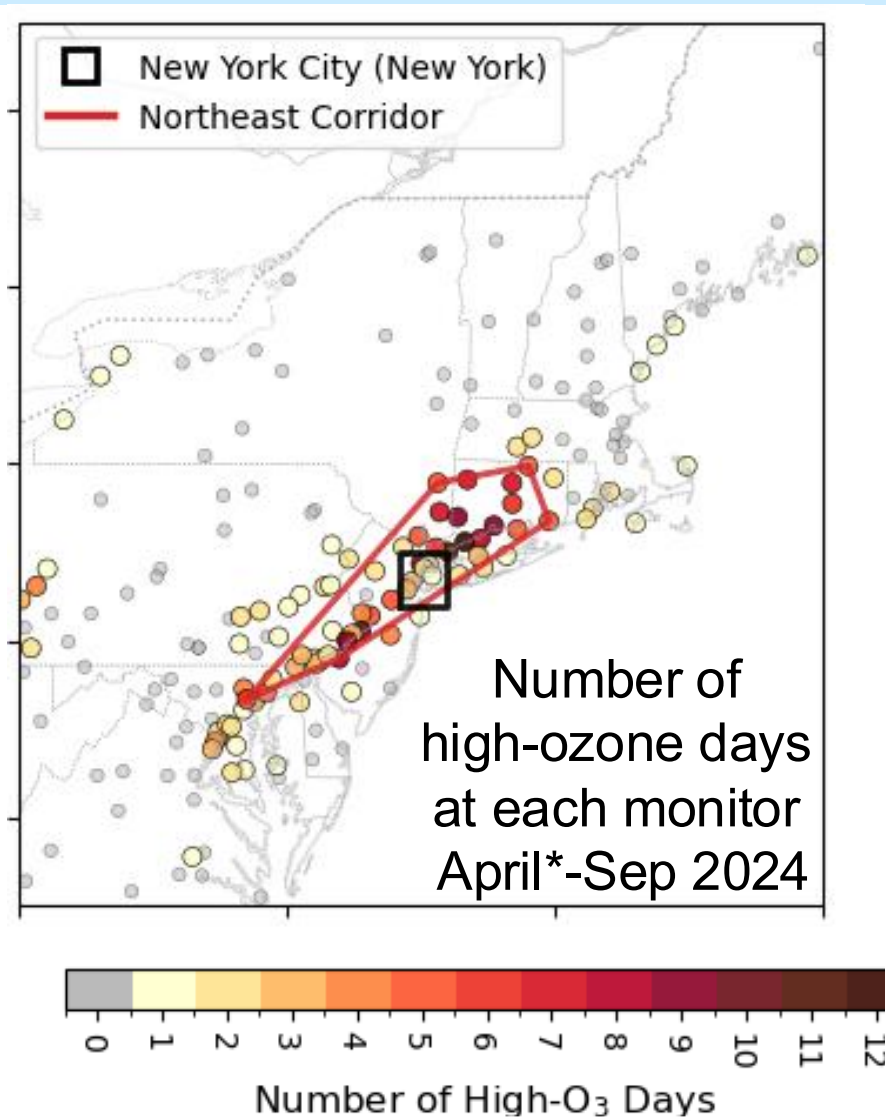 New York City (New York)
Northeast Corridor
Number of
high-ozone days
at each monitor
April*-Sep 2024
0 1 2 3 4 5 6 7 8 9 10 11 12
Number of High-O₃ Days